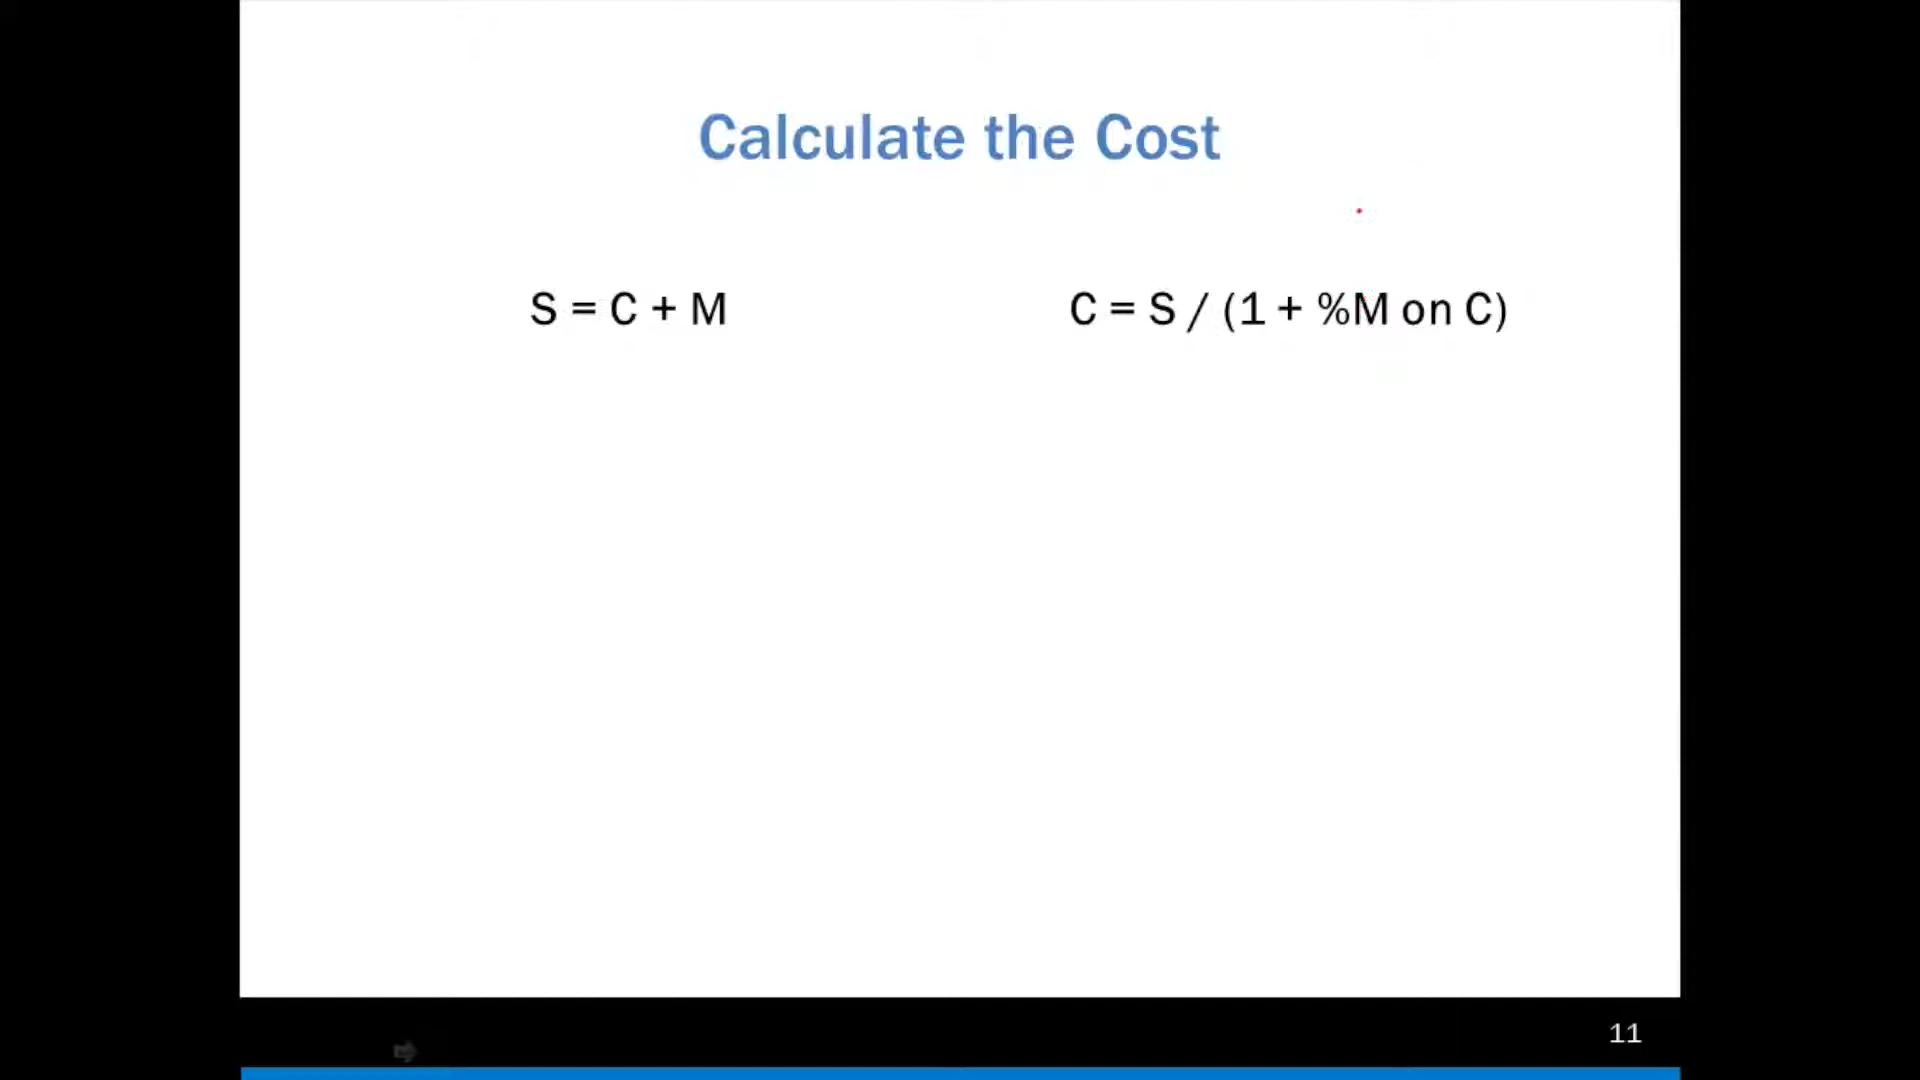 Calculate the Cost
S = C + M
C = S / (1 + %M on C)
11